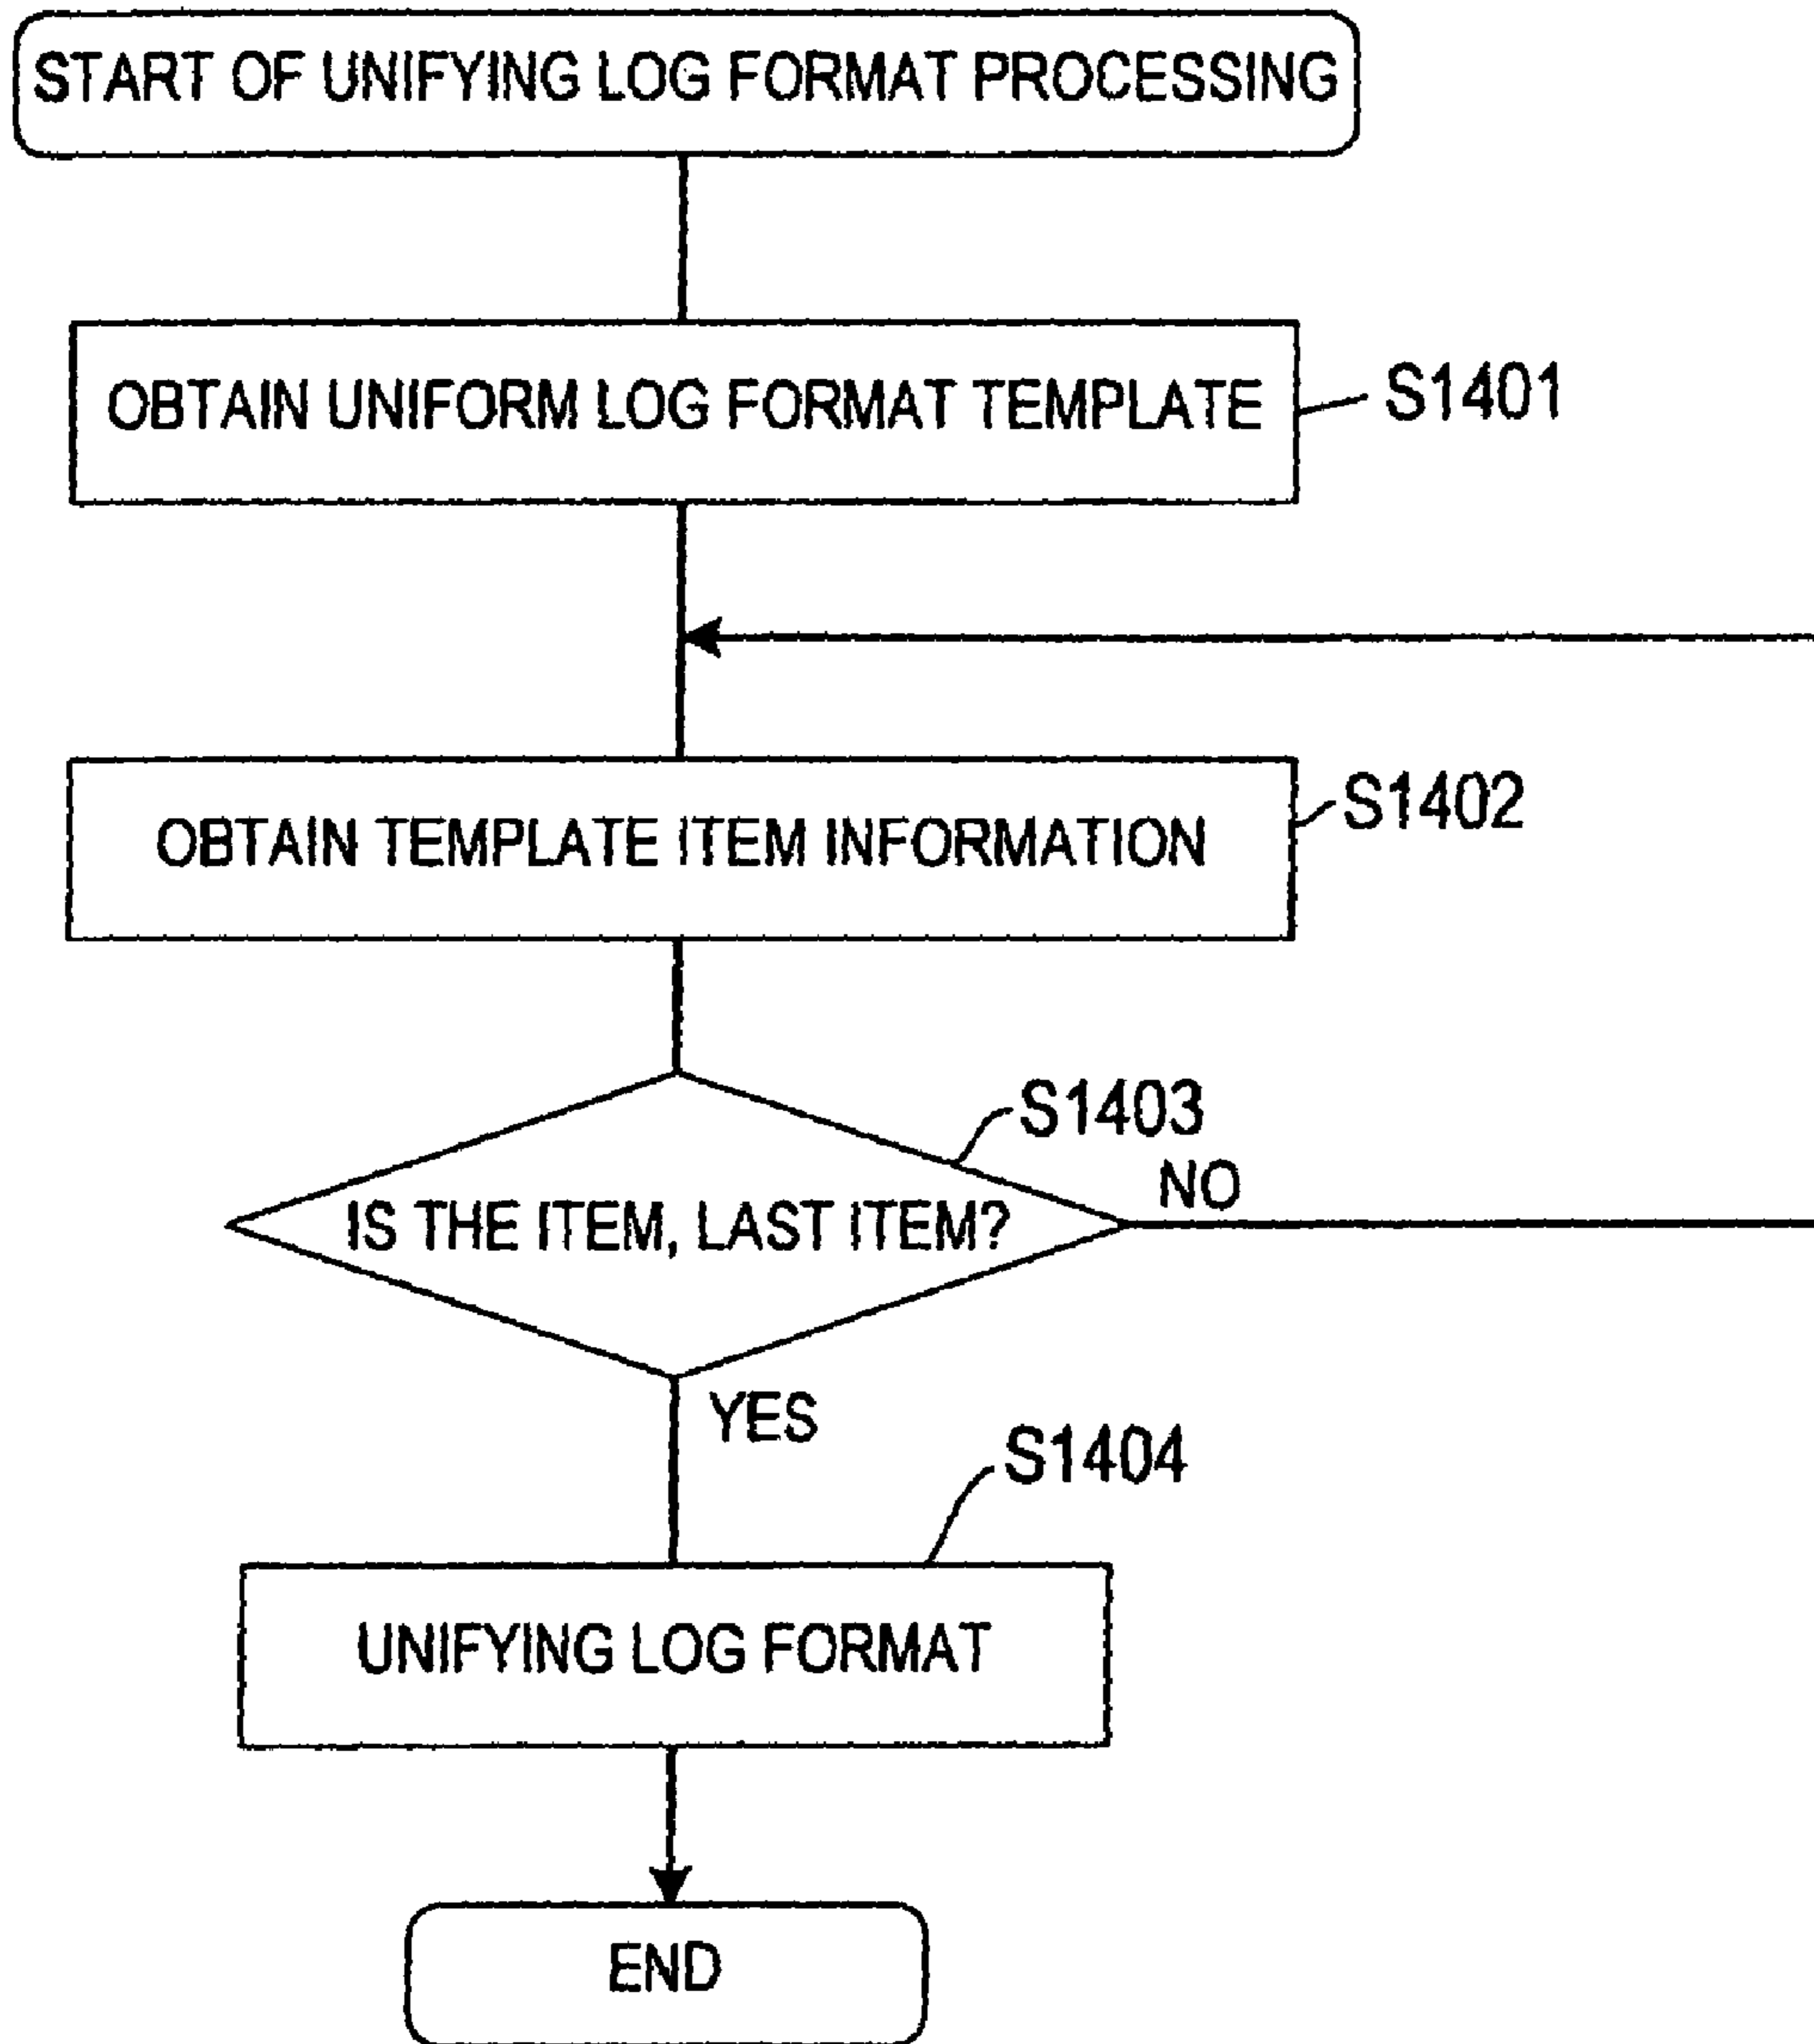 START OF UNIFYING LOG FORMAT PROCESSING
OBTAIN UNIFORM LOG FORMAT TEMPLATE
S1401
OBTAIN TEMPLATE ITEM INFORMATION
S1402
S1403
NO
IS THE ITEM, LAST ITEM?
YES
S1404
UNIFYING LOG FORMAT
END